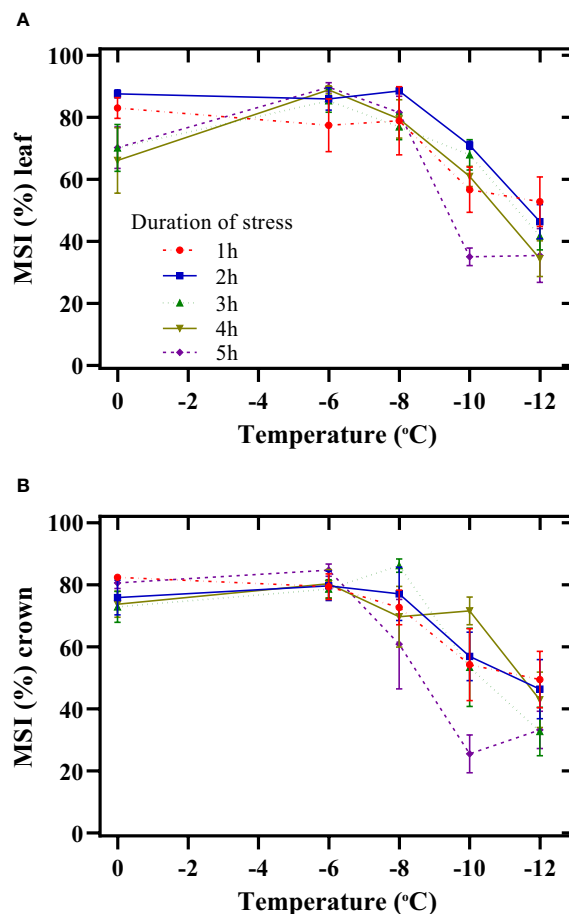 A
MSI (%) leaf
100
80
60
40
20
0
Duration of stress
1h
2h
3h
4h
5h
0 -2 -4 -6 -8 -10 -12
Temperature (°C)
B
MSI (%) crown
100
80
60
40
20
0
0 -2 -4 -6 -8 -10 -12
Temperature (°C)